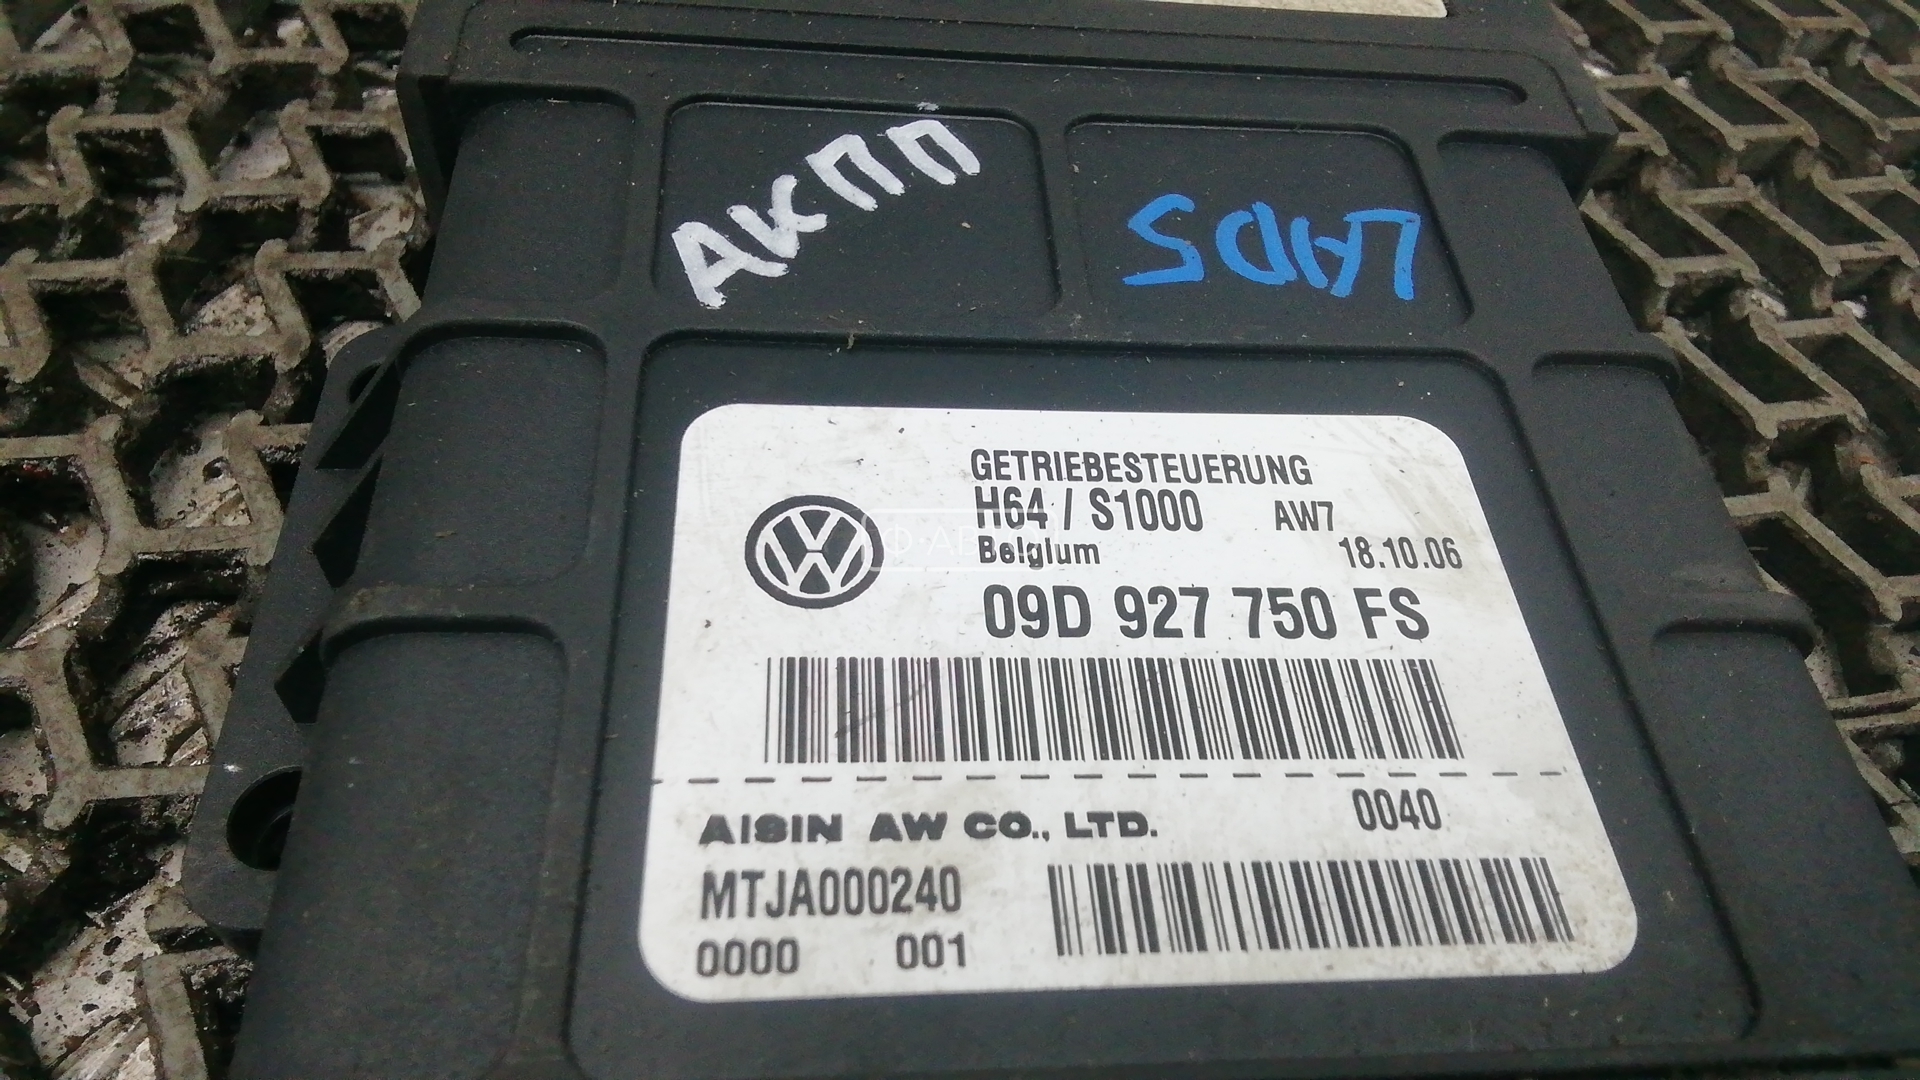 АКПП
GETRIEBESTEUERUNG
H64 / S1000 AW7
Belgium 18.10.06
09D 927 750 FS
AISIN AW CO., LTD. 0040
MTJA000240
0000 001